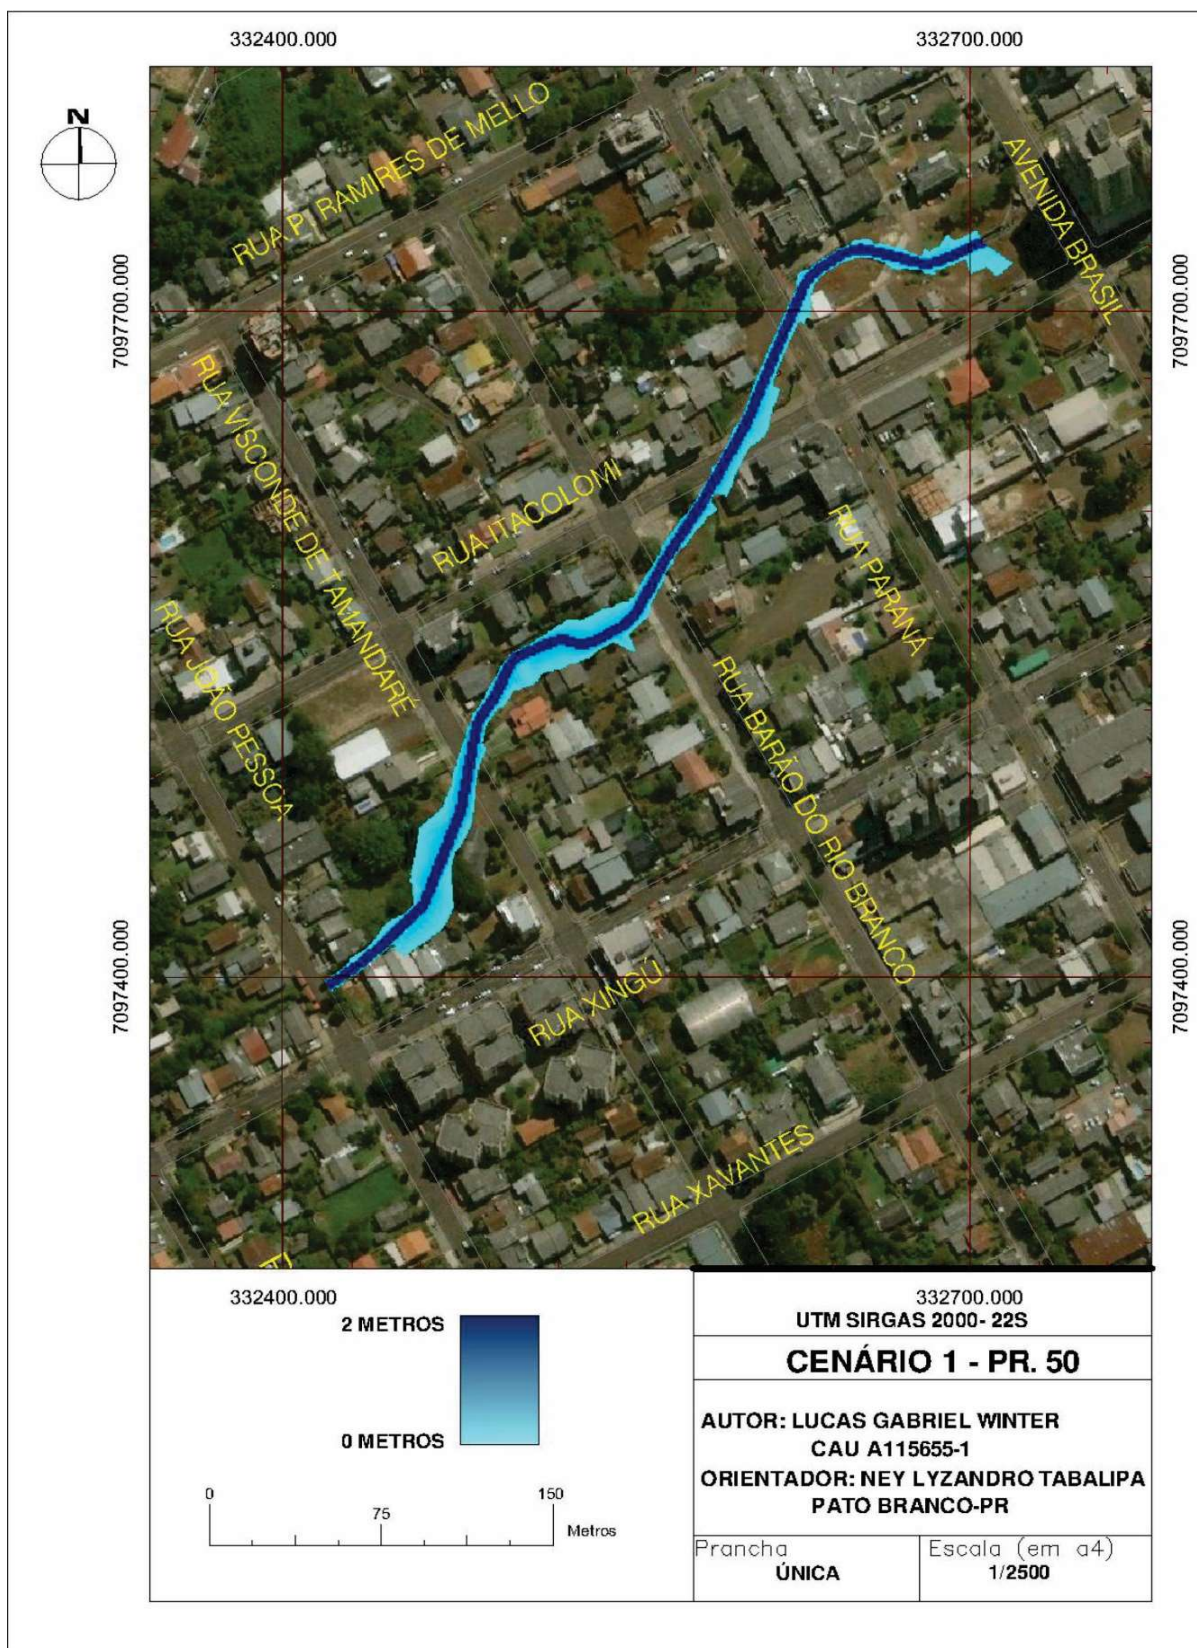 332400.000
332700.000
N
RUA P. RAMIRES DE MELLO
AVENIDA BRASIL
7097700.000
7097700.000
RUA VISCONDE DE TAMANDARÉ
RUA ITACOLOMI
RUA PARANÁ
RUA JOÃO PESSOA
RUA BARÃO DO RIO BRANCO
7097400.000
7097400.000
RUA XINGÚ
RUA XAVANTES
332400.000
332700.000
2 METROS
0 METROS
0
75
150
Metros
UTM SIRGAS 2000- 22S
CENÁRIO 1 - PR. 50
AUTOR: LUCAS GABRIEL WINTER
CAU A115655-1
ORIENTADOR: NEY LYZANDRO TABALIPA
PATO BRANCO-PR
Prancha
ÚNICA
Escala (em a4)
1/2500